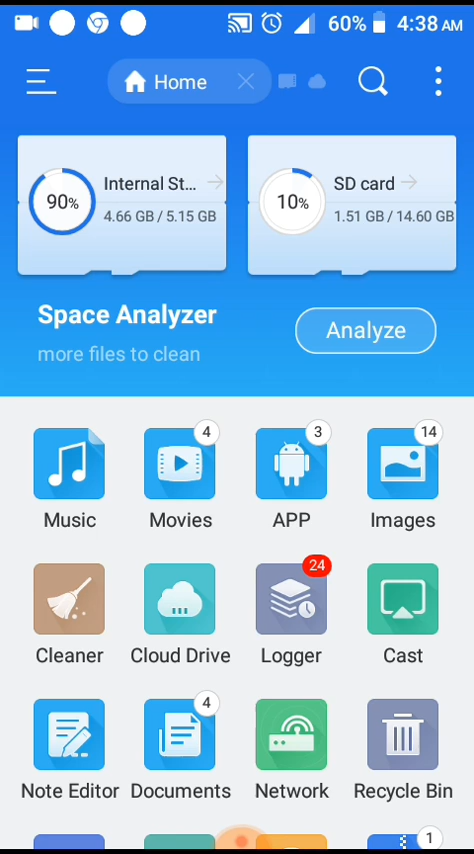 60% 4:38 AM
Home
90% Internal St... 4.66 GB / 5.15 GB
10% SD card 1.51 GB / 14.60 GB
Space Analyzer
more files to clean
Analyze
4 3 14
Music Movies APP Images
24
Cleaner Cloud Drive Logger Cast
4
Note Editor Documents Network Recycle Bin
1